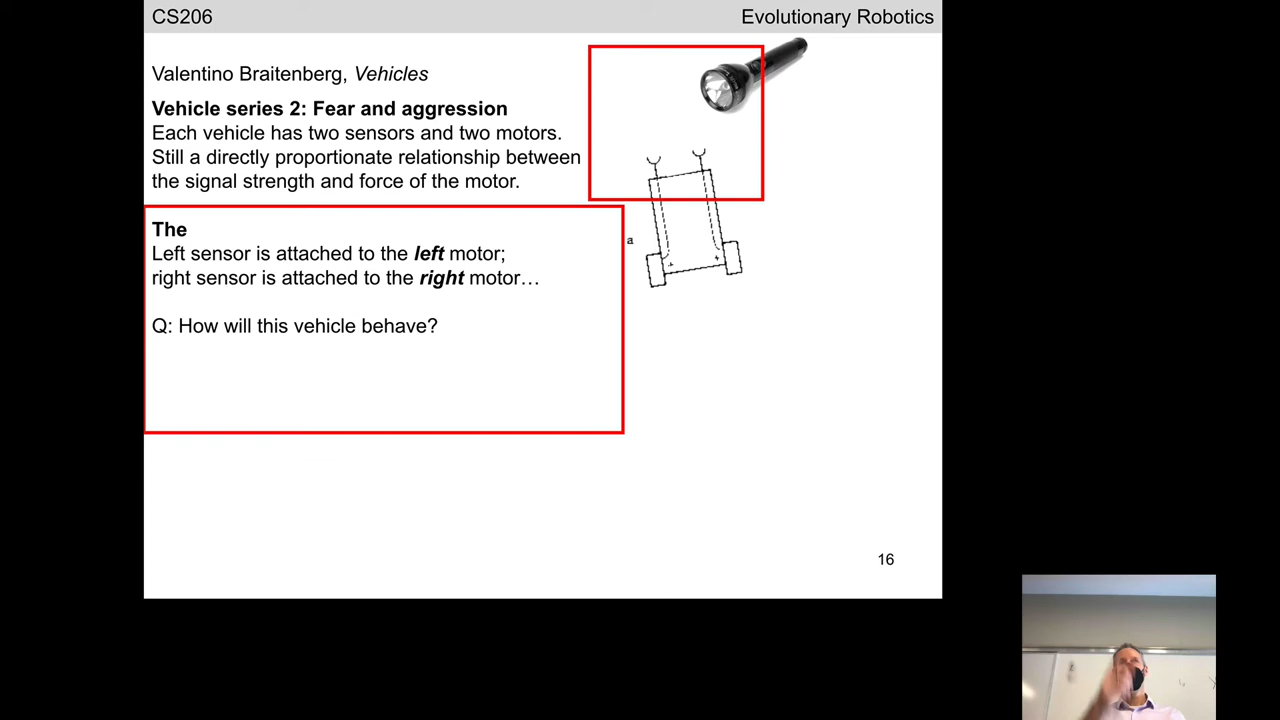 CS206
Evolutionary Robotics
Valentino Braitenberg, Vehicles
Vehicle series 2: Fear and aggression
Each vehicle has two sensors and two motors.
Still a directly proportionate relationship between
the signal strength and force of the motor.
The
Left sensor is attached to the left motor;
right sensor is attached to the right motor…
Q: How will this vehicle behave?
a
+
+
16